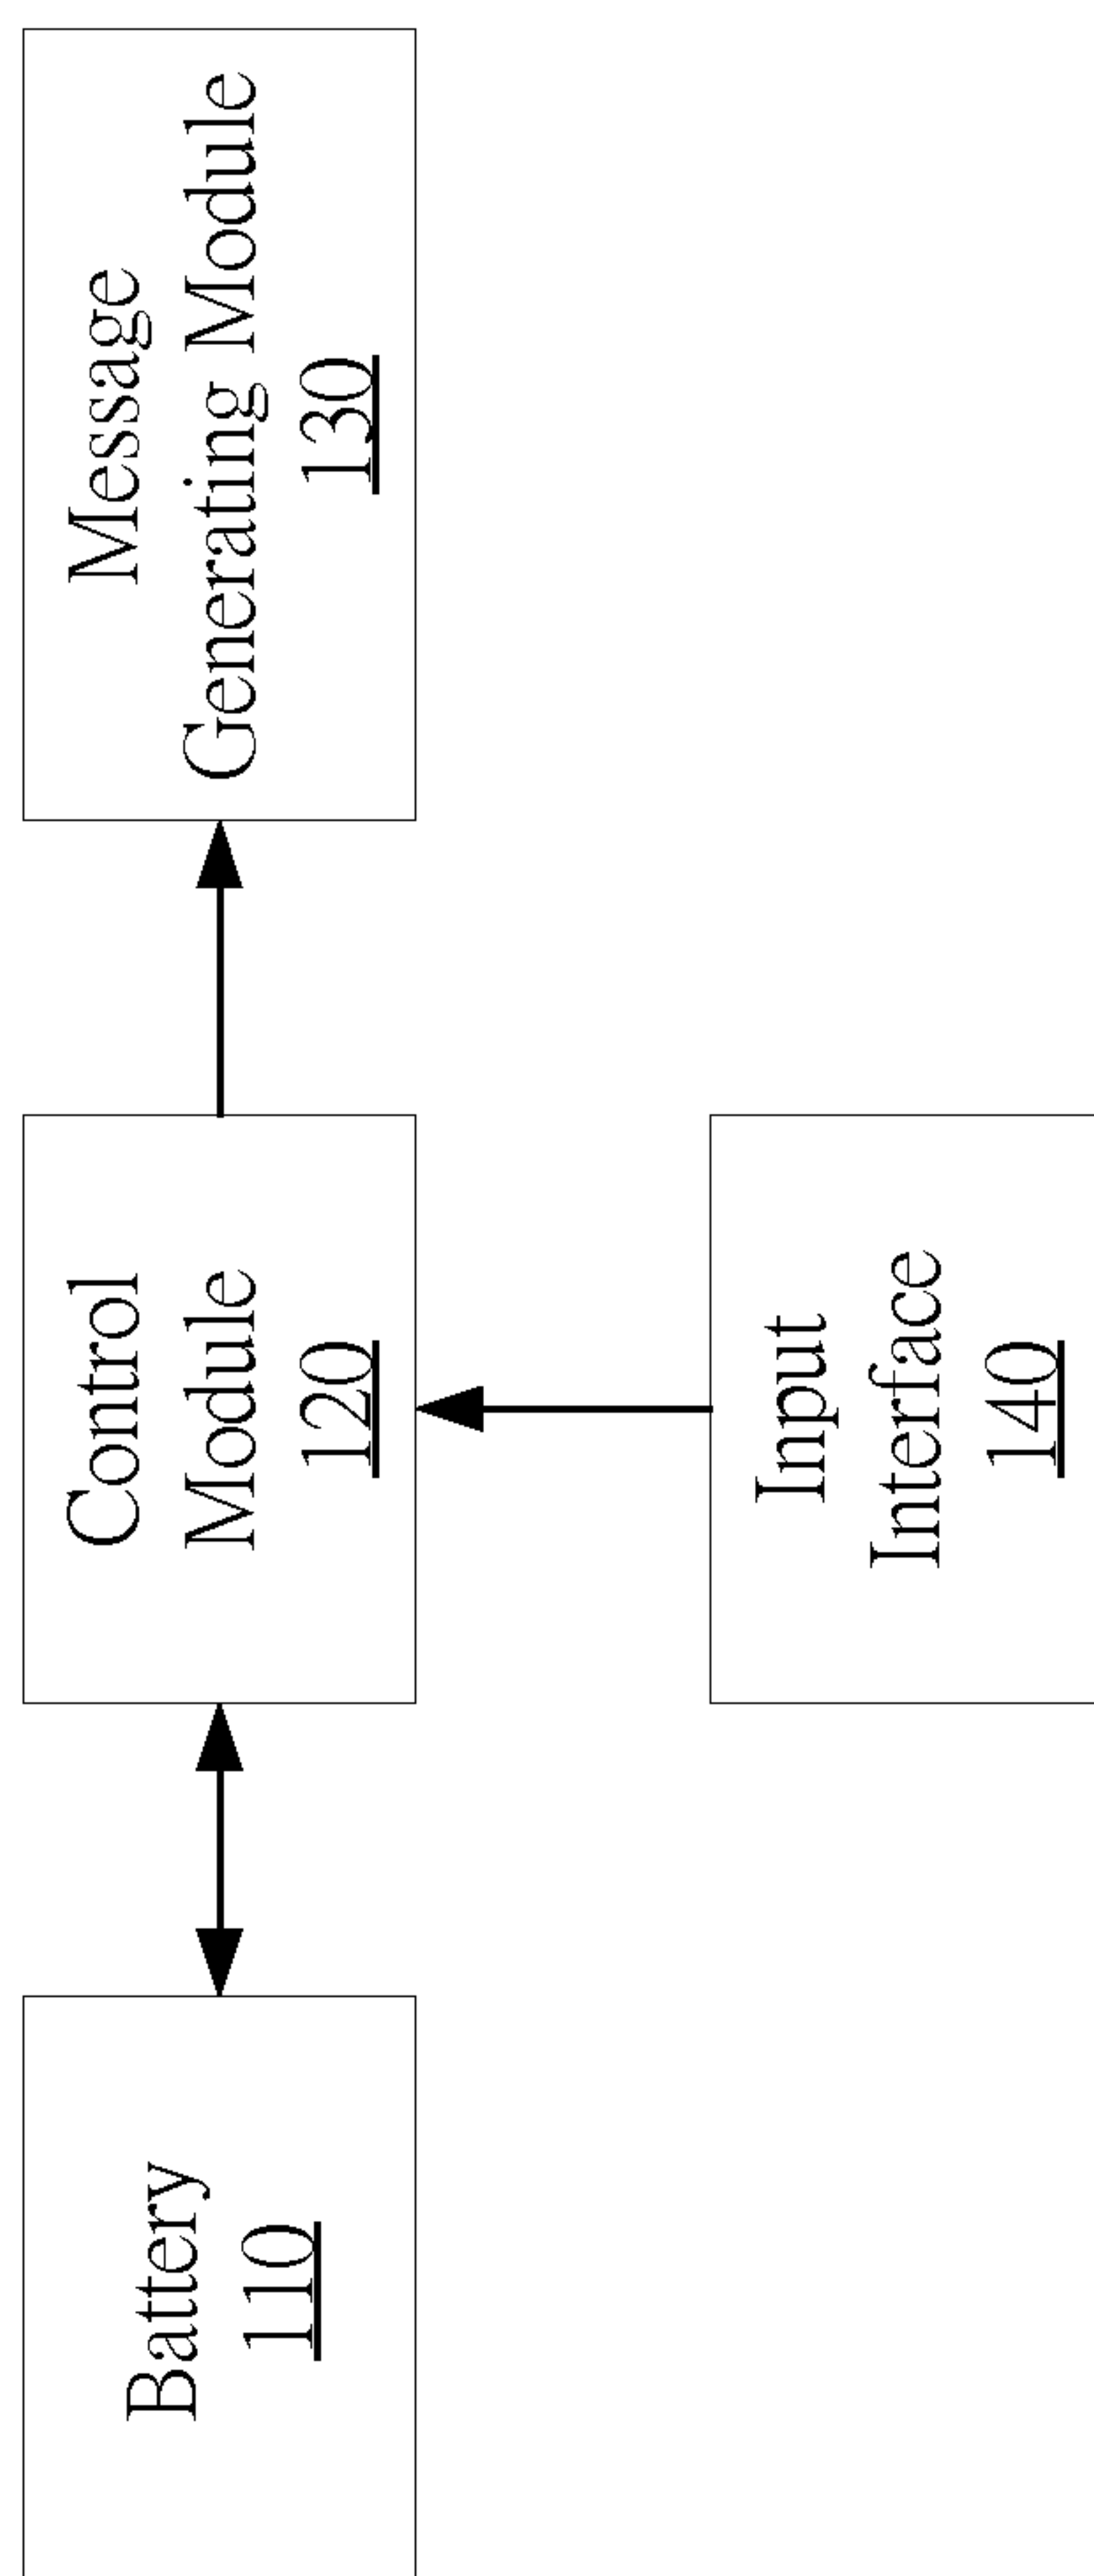 Battery
110
Control
Module
120
Message
Generating Module
130
Input
Interface
140